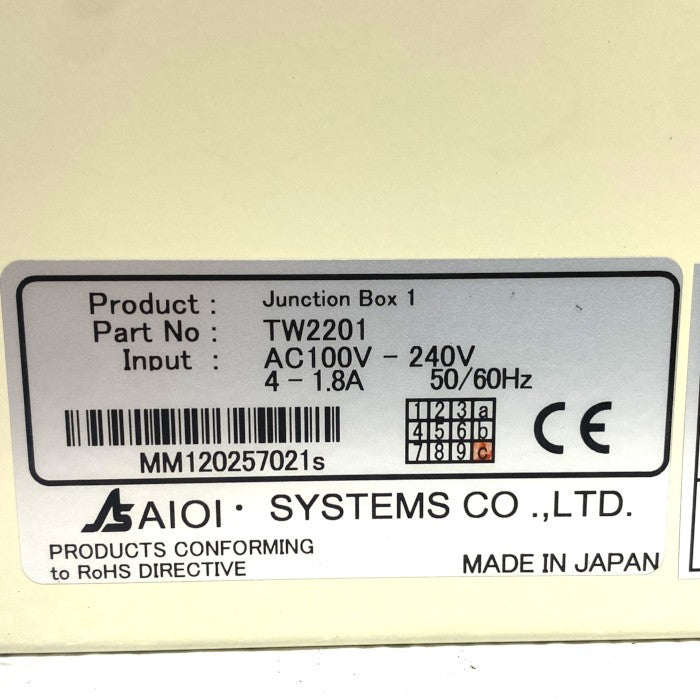 Product : Junction Box 1
Part No : TW2201
Input : AC100V - 240V
4 - 1.8A 50/60Hz
1 2 3 a
4 5 6 b
7 8 9 c
MM120257021s
CE
AIOI · SYSTEMS CO .,LTD.
PRODUCTS CONFORMING
to RoHS DIRECTIVE
MADE IN JAPAN